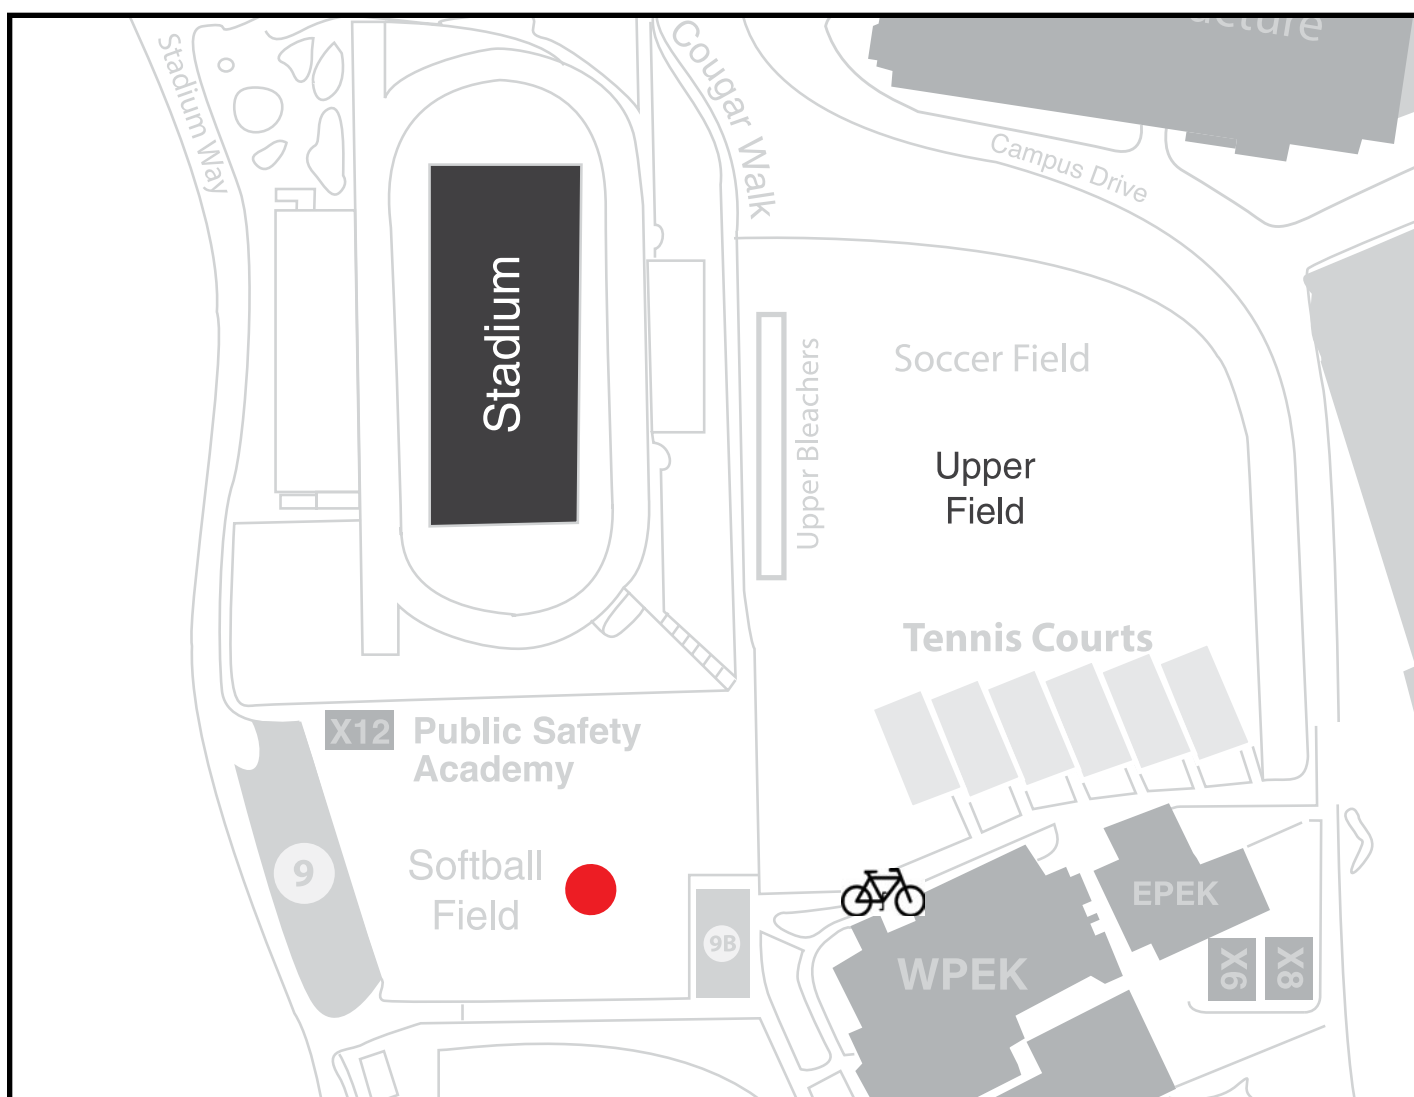 Stadium Way
Cougar Walk
Campus Drive
Stadium
Upper Bleachers
Soccer Field
Upper
Field
Tennis Courts
X12
Public Safety
Academy
9
Softball
Field
9B
WPEK
EPEK
X9
X8